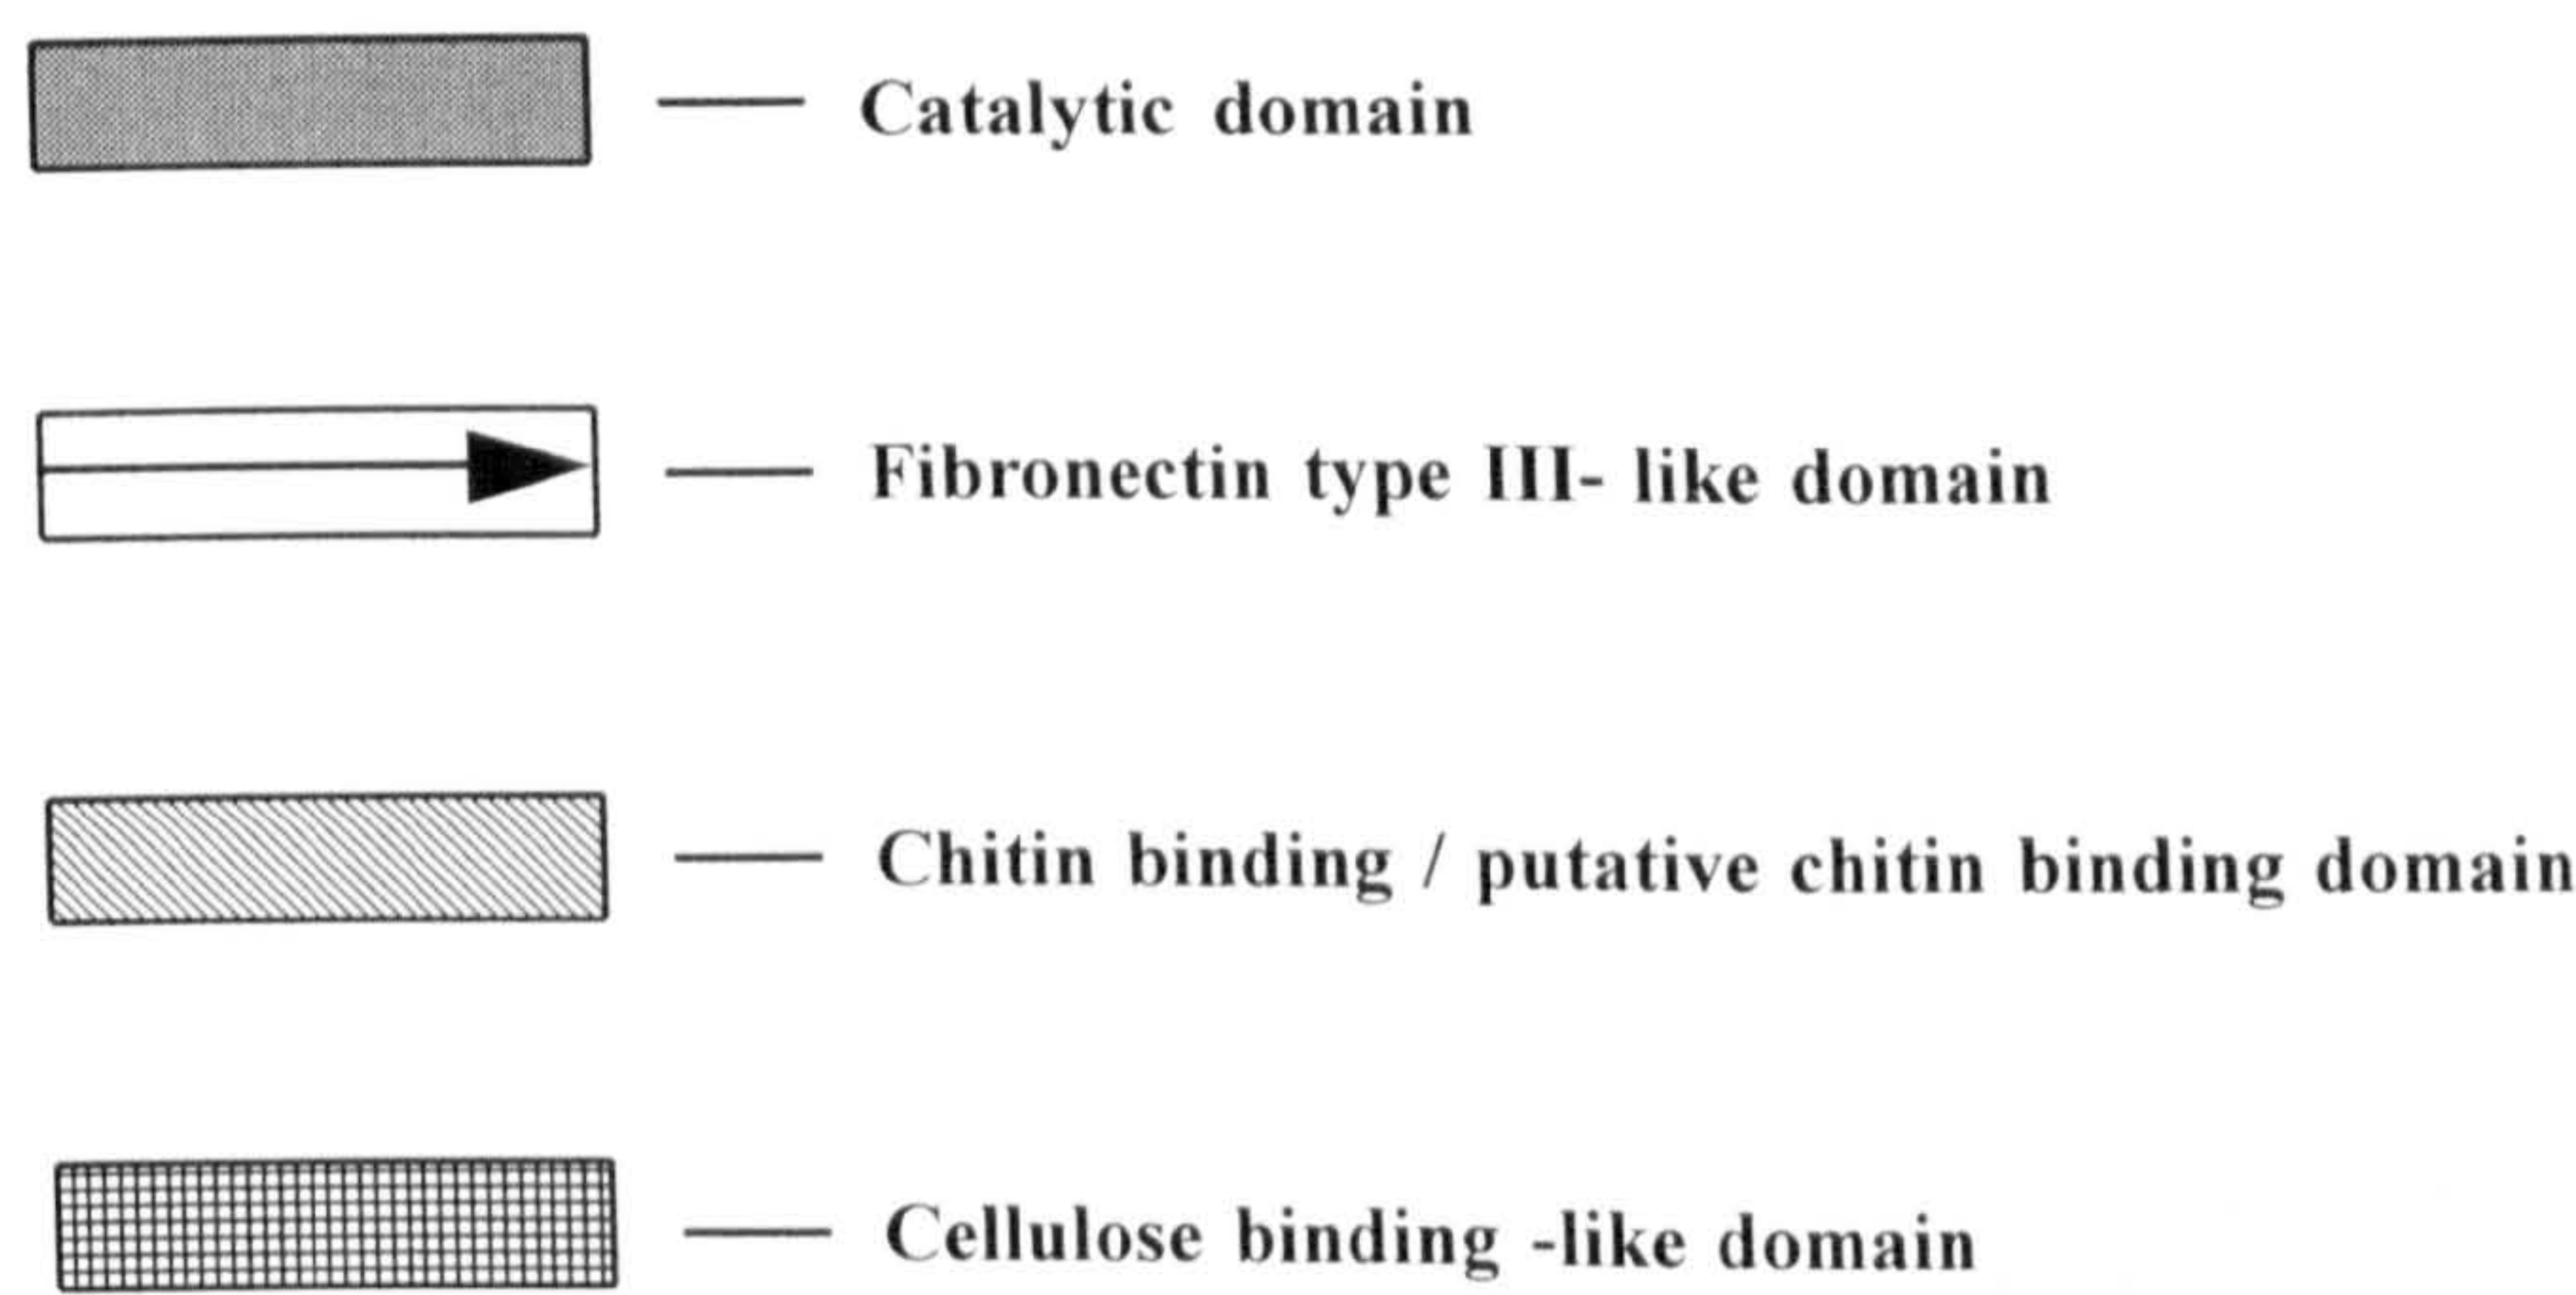 Catalytic domain
Fibronectin type III- like domain
Chitin binding / putative chitin binding domain
Cellulose binding -like domain